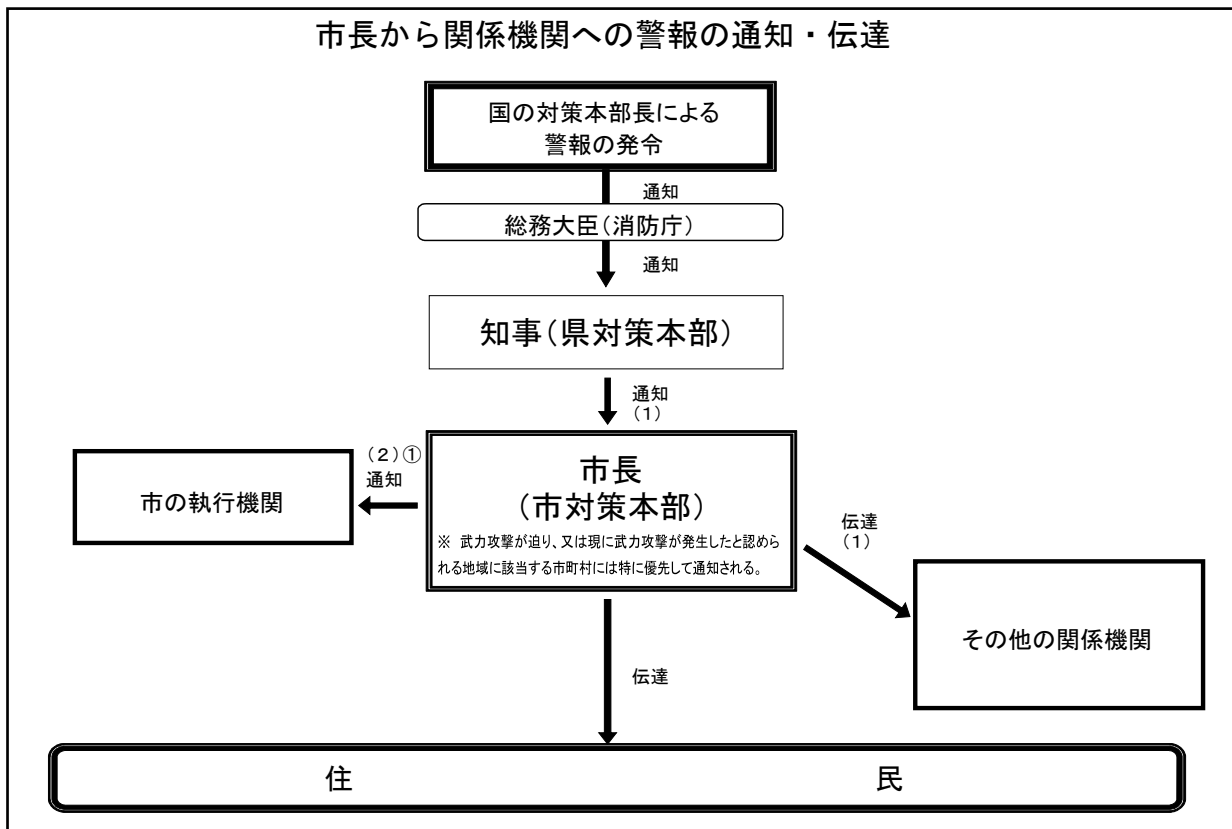 市長から関係機関への警報の通知・伝達
国の対策本部長による
警報の発令
通知
総務大臣(消防庁)
通知
知事(県対策本部)
通知
(1)
(2)①
通知
市の執行機関
市長
(市対策本部)
※ 武力攻撃が迫り、又は現に武力攻撃が発生したと認めら
れる地域に該当する市町村には特に優先して通知される。
伝達
(1)
その他の関係機関
伝達
住 民